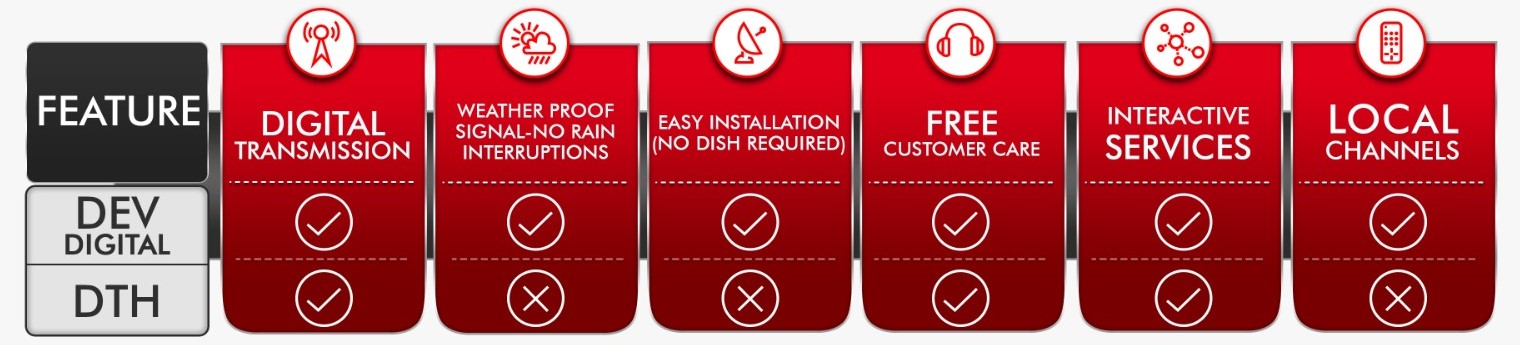 FEATURE
DIGITAL
TRANSMISSION
WEATHER PROOF
SIGNAL-NO RAIN
INTERRUPTIONS
EASY INSTALLATION
(NO DISH REQUIRED)
FREE
CUSTOMER CARE
INTERACTIVE
SERVICES
LOCAL
CHANNELS
DEV
DIGITAL
DTH